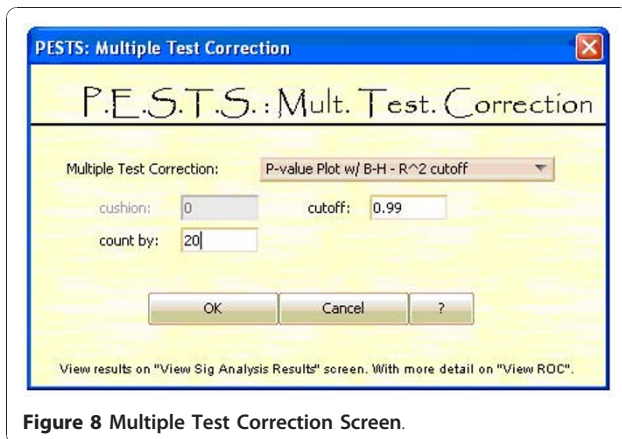 PESTS: Multiple Test Correction
P.E.S.T.S. : Mult. Test. Correction
Multiple Test Correction: P-value Plot w/ B-H - R^2 cutoff
cushion: 0 cutoff: 0.99
count by: 20
OK Cancel ?
View results on "View Sig Analysis Results" screen. With more detail on "View ROC".
Figure 8 Multiple Test Correction Screen.